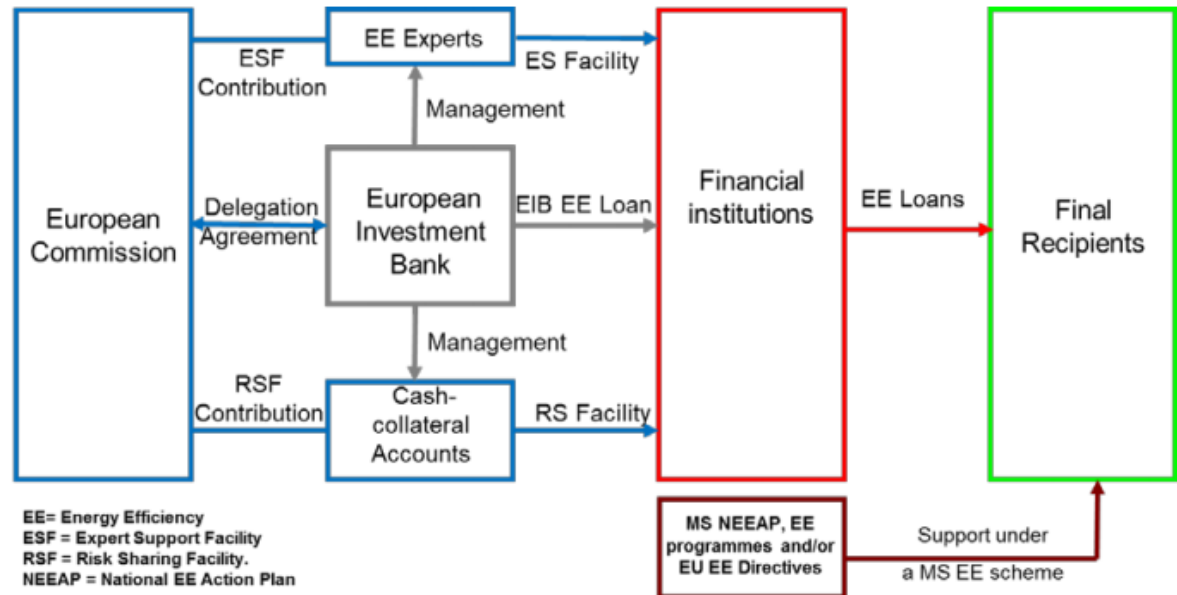 EE Experts
ESF
Contribution
ES Facility
Management
European
Commission
Delegation
Agreement
European
Investment
Bank
EIB EE Loan
Financial
institutions
EE Loans
Final
Recipients
Management
RSF
Contribution
Cash-
collateral
Accounts
RS Facility
EE= Energy Efficiency
ESF = Expert Support Facility
RSF = Risk Sharing Facility.
NEEAP = National EE Action Plan
MS NEEAP, EE
programmes and/or
EU EE Directives
Support under
a MS EE scheme